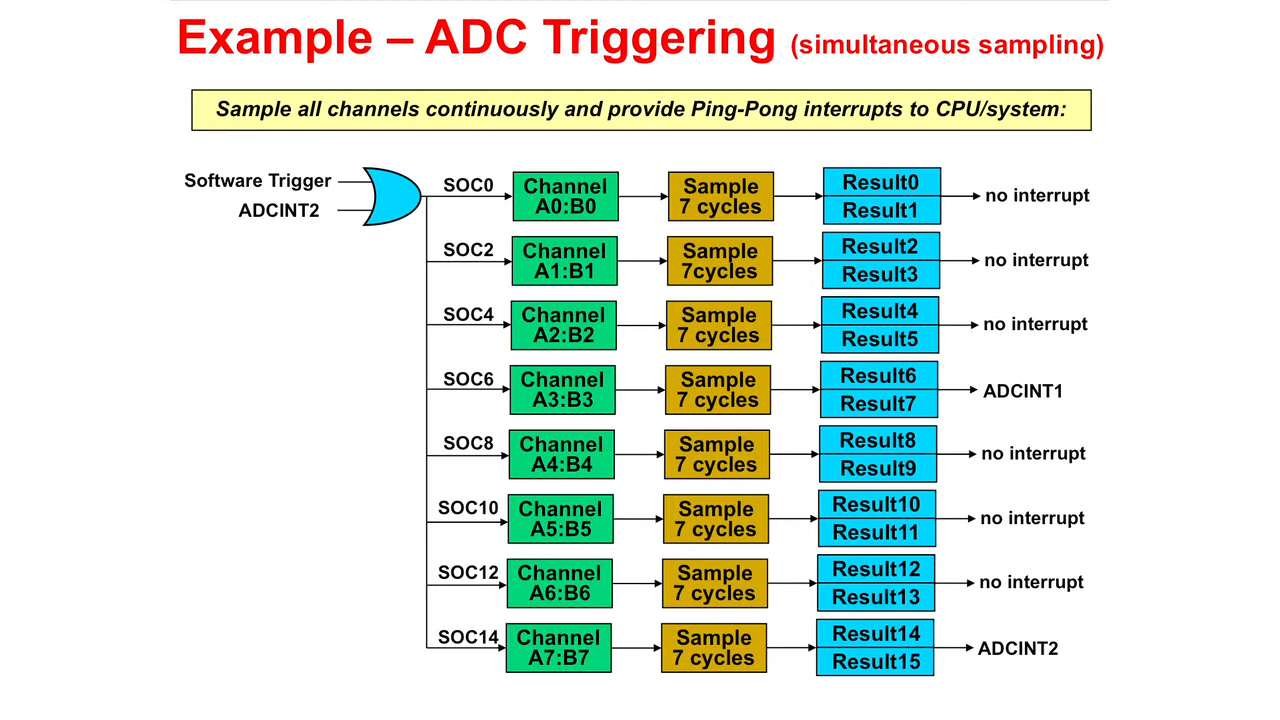 Example – ADC Triggering (simultaneous sampling)
Sample all channels continuously and provide Ping-Pong interrupts to CPU/system:
Software Trigger
ADCINT2
SOC0
Channel
A0:B0
Sample
7 cycles
Result0
Result1
no interrupt
SOC2
Channel
A1:B1
Sample
7cycles
Result2
Result3
no interrupt
SOC4
Channel
A2:B2
Sample
7 cycles
Result4
Result5
no interrupt
SOC6
Channel
A3:B3
Sample
7 cycles
Result6
Result7
ADCINT1
SOC8
Channel
A4:B4
Sample
7 cycles
Result8
Result9
no interrupt
SOC10
Channel
A5:B5
Sample
7 cycles
Result10
Result11
no interrupt
SOC12
Channel
A6:B6
Sample
7 cycles
Result12
Result13
no interrupt
SOC14
Channel
A7:B7
Sample
7 cycles
Result14
Result15
ADCINT2